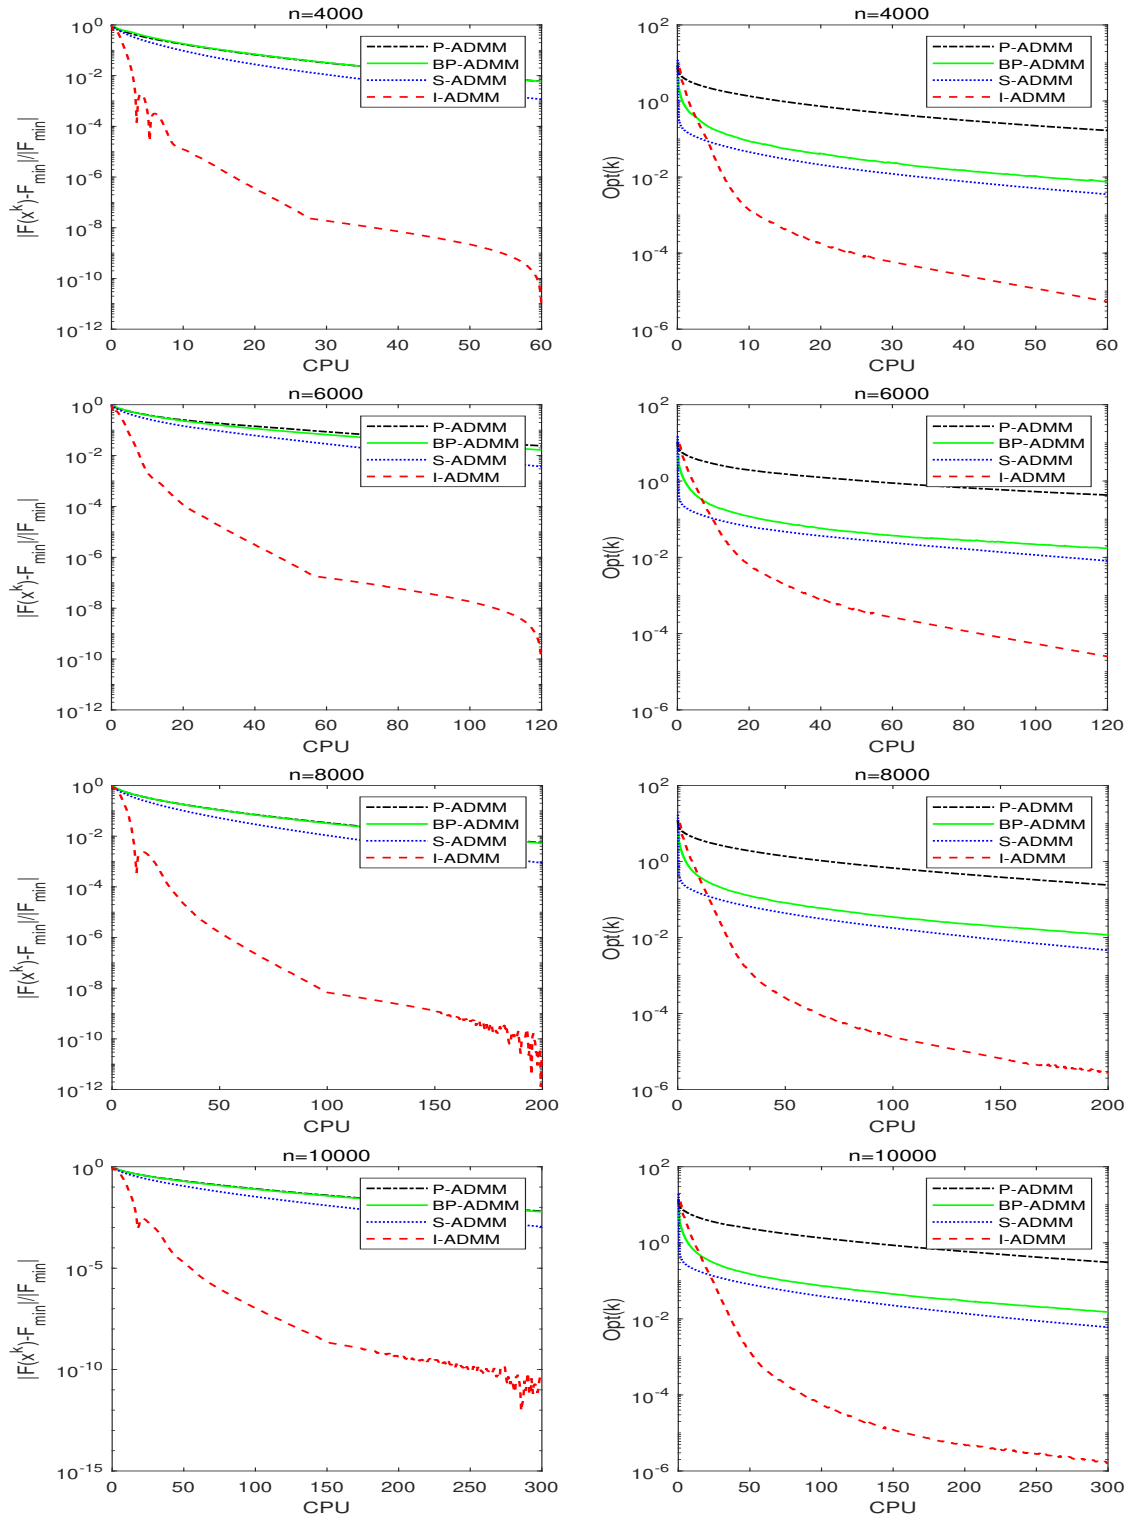 n=4000
|F(x^k)-F_min|/|F_min|
10^0
10^-2
10^-4
10^-6
10^-8
10^-10
10^-12
P-ADMM
BP-ADMM
S-ADMM
I-ADMM
0 10 20 30 40 50 60
CPU
n=4000
Opt(k)
10^2
10^0
10^-2
10^-4
10^-6
P-ADMM
BP-ADMM
S-ADMM
I-ADMM
0 10 20 30 40 50 60
CPU
n=6000
|F(x^k)-F_min|/|F_min|
10^0
10^-2
10^-4
10^-6
10^-8
10^-10
10^-12
P-ADMM
BP-ADMM
S-ADMM
I-ADMM
0 20 40 60 80 100 120
CPU
n=6000
Opt(k)
10^2
10^0
10^-2
10^-4
10^-6
P-ADMM
BP-ADMM
S-ADMM
I-ADMM
0 20 40 60 80 100 120
CPU
n=8000
|F(x^k)-F_min|/|F_min|
10^0
10^-2
10^-4
10^-6
10^-8
10^-10
10^-12
P-ADMM
BP-ADMM
S-ADMM
I-ADMM
0 50 100 150 200
CPU
n=8000
Opt(k)
10^2
10^0
10^-2
10^-4
10^-6
P-ADMM
BP-ADMM
S-ADMM
I-ADMM
0 50 100 150 200
CPU
n=10000
|F(x^k)-F_min|/|F_min|
10^0
10^-5
10^-10
10^-15
P-ADMM
BP-ADMM
S-ADMM
I-ADMM
0 50 100 150 200 250 300
CPU
n=10000
Opt(k)
10^2
10^0
10^-2
10^-4
10^-6
P-ADMM
BP-ADMM
S-ADMM
I-ADMM
0 50 100 150 200 250 300
CPU